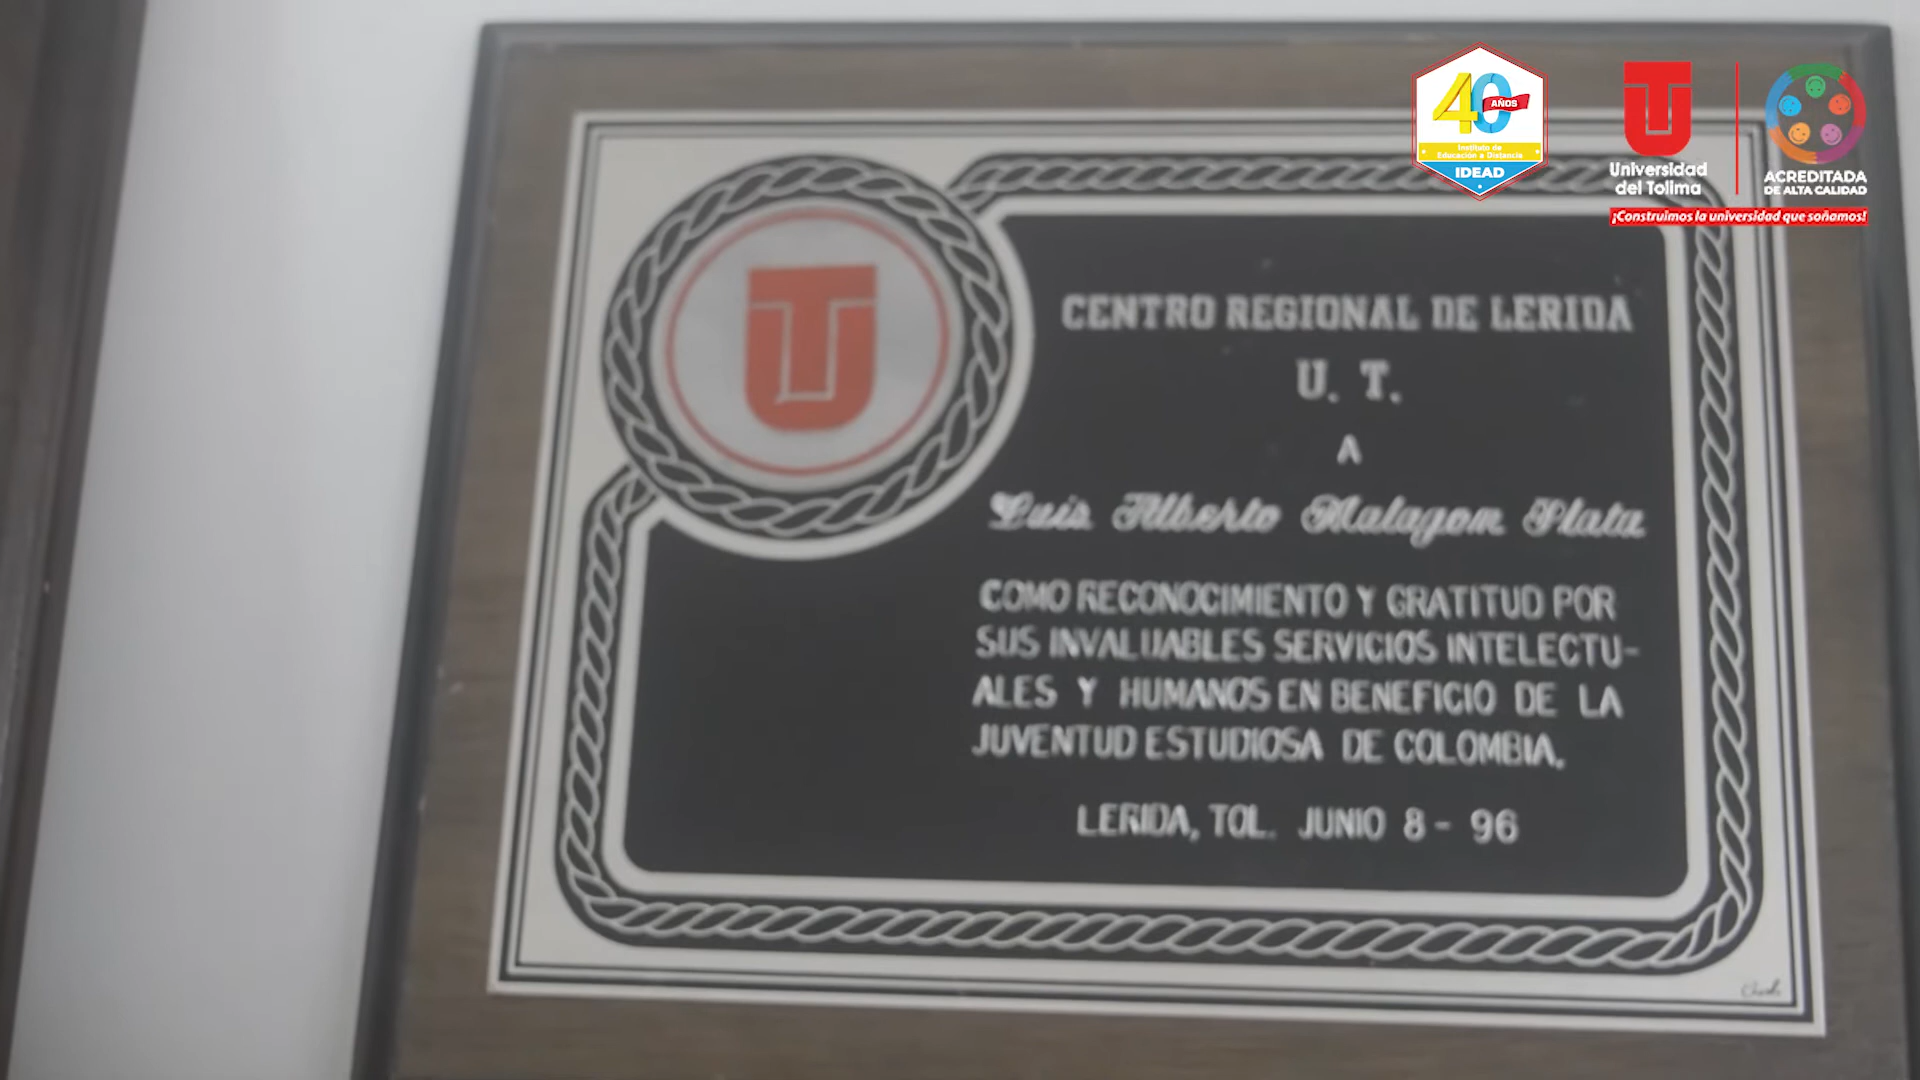 40 AÑOS
Instituto de
Educación a Distancia
IDEAD
Universidad
del Tolima
ACREDITADA
DE ALTA CALIDAD
¡Construimos la universidad que soñamos!
CENTRO REGIONAL DE LERIDA
U. T.
A
Luis Alberto Malagon Plata
COMO RECONOCIMIENTO Y GRATITUD POR
SUS INVALUABLES SERVICIOS INTELECTU-
ALES Y HUMANOS EN BENEFICIO DE LA
JUVENTUD ESTUDIOSA DE COLOMBIA.
LERIDA, TOL. JUNIO 8 - 96